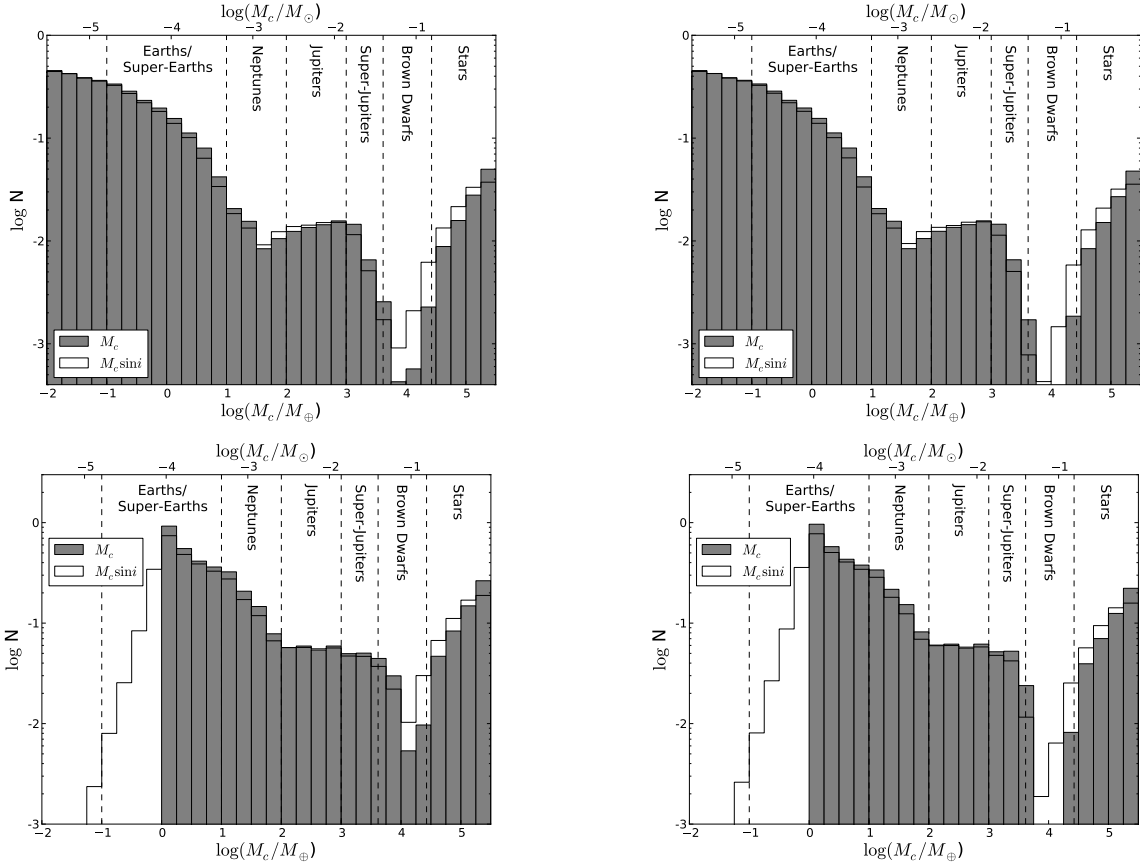 log(M_c/M_⊙)
−5 −4 −3 −2 −1
Earths/
Super-Earths
Neptunes
Jupiters
Super-Jupiters
Brown Dwarfs
Stars
0
-1
-2
-3
log N
M_c
M_c sin i
−2 −1 0 1 2 3 4 5
log(M_c/M_⊕)
log(M_c/M_⊙)
−5 −4 −3 −2 −1
Earths/
Super-Earths
Neptunes
Jupiters
Super-Jupiters
Brown Dwarfs
Stars
0
-1
-2
-3
log N
M_c
M_c sin i
−2 −1 0 1 2 3 4 5
log(M_c/M_⊕)
log(M_c/M_⊙)
−5 −4 −3 −2 −1
Earths/
Super-Earths
Neptunes
Jupiters
Super-Jupiters
Brown Dwarfs
Stars
0
-1
-2
-3
log N
M_c
M_c sin i
−2 −1 0 1 2 3 4 5
log(M_c/M_⊕)
log(M_c/M_⊙)
−5 −4 −3 −2 −1
Earths/
Super-Earths
Neptunes
Jupiters
Super-Jupiters
Brown Dwarfs
Stars
0
-1
-2
-3
log N
M_c
M_c sin i
−2 −1 0 1 2 3 4 5
log(M_c/M_⊕)